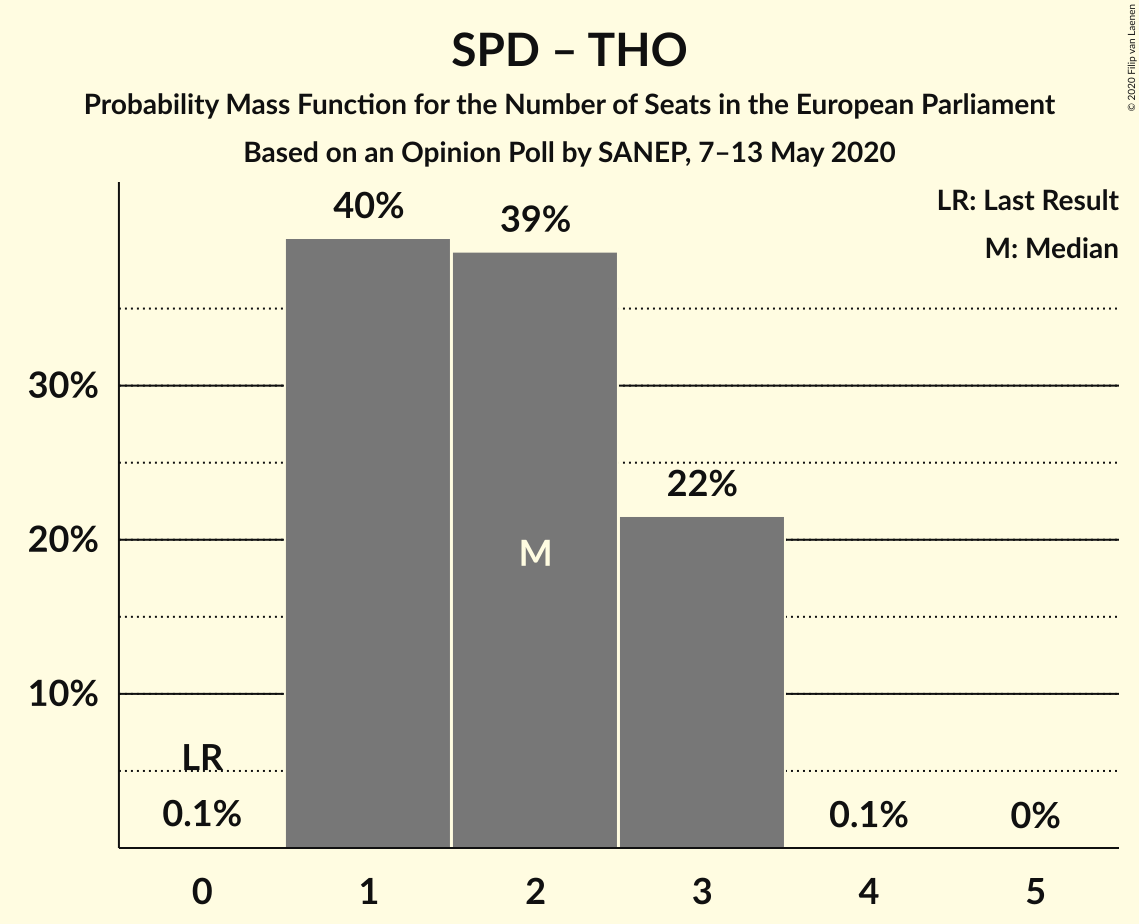 SPD – THO
Probability Mass Function for the Number of Seats in the European Parliament
Based on an Opinion Poll by SANEP, 7–13 May 2020
© 2020 Filip van Laenen
LR: Last Result
M: Median
40%
39%
30%
22%
20%
M
10%
LR
0.1%
0.1%
0%
0 1 2 3 4 5